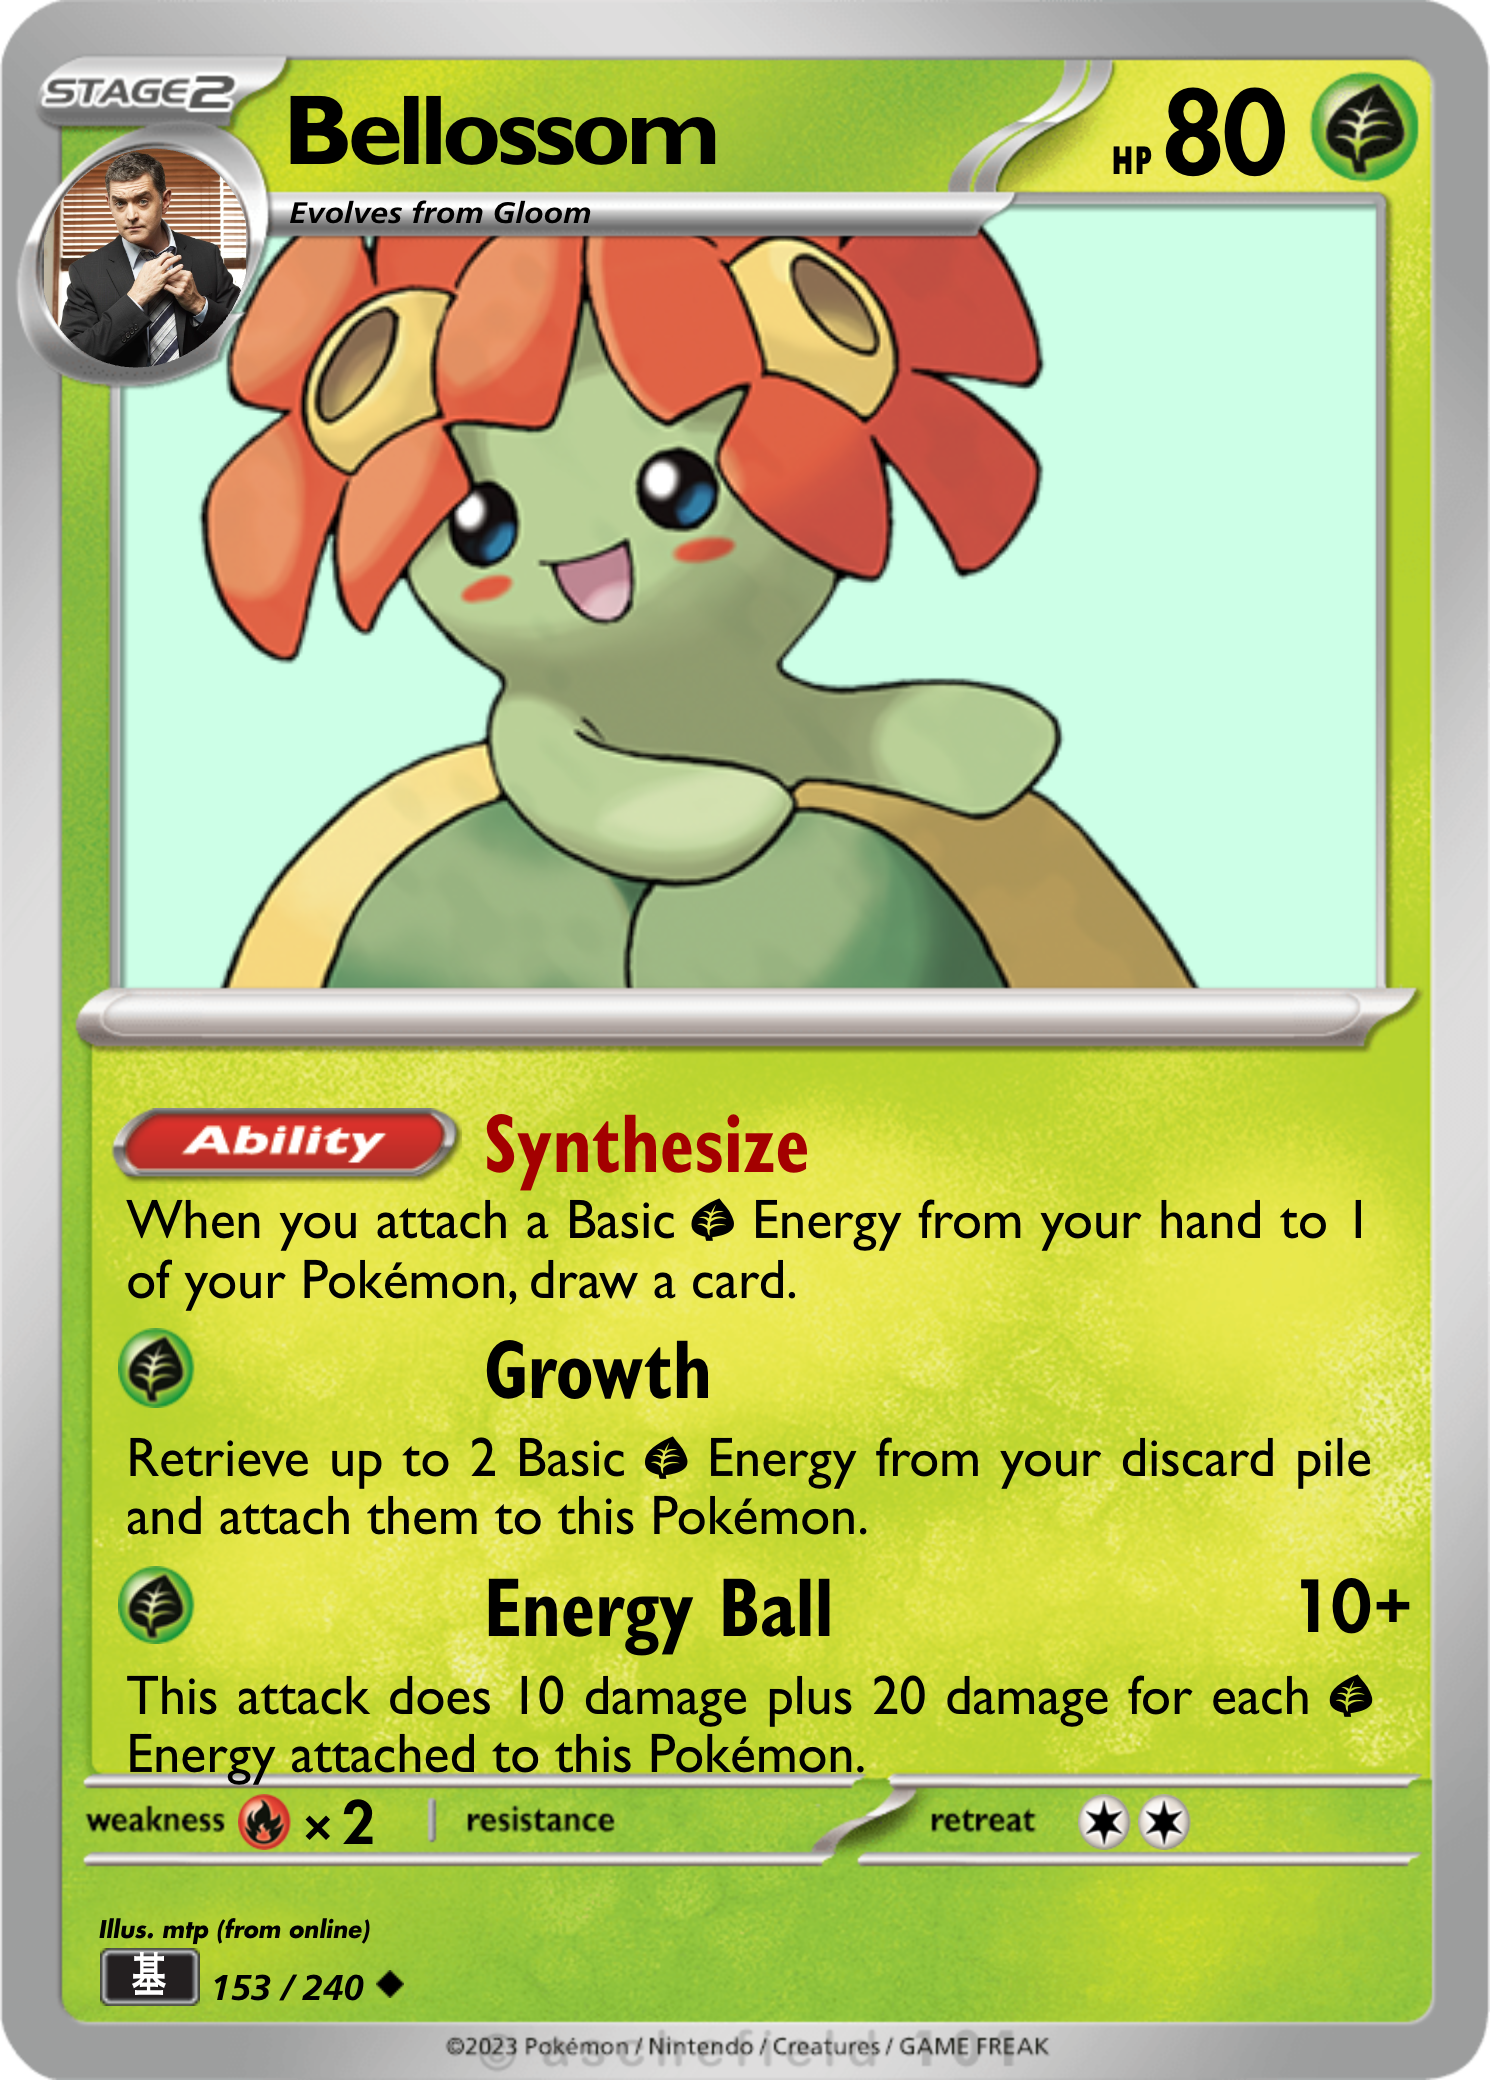 STAGE2
Bellossom
HP 80
Evolves from Gloom
Ability Synthesize
When you attach a Basic Energy from your hand to 1
of your Pokémon, draw a card.
Growth
Retrieve up to 2 Basic Energy from your discard pile
and attach them to this Pokémon.
Energy Ball 10+
This attack does 10 damage plus 20 damage for each
Energy attached to this Pokémon.
weakness × 2 | resistance retreat
Illus. mtp (from online)
基 153 / 240
©2023 Pokémon / Nintendo / Creatures / GAME FREAK